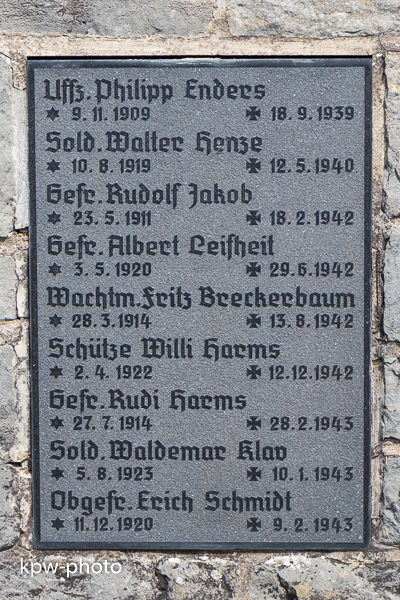 Uffz. Philipp Enders
✶ 9. 11. 1909 ✠ 18. 9. 1939
Sold. Walter Henze
✶ 10. 8. 1919 ✠ 12. 5. 1940
Gefr. Rudolf Jakob
✶ 23. 5. 1911 ✠ 18. 2. 1942
Gefr. Albert Leifheit
✶ 3. 5. 1920 ✠ 29. 6. 1942
Wachtm. Fritz Breckerbaum
✶ 28. 3. 1914 ✠ 13. 8. 1942
Schütze Willi Harms
✶ 2. 4. 1922 ✠ 12. 12. 1942
Gefr. Rudi Harms
✶ 27. 7. 1914 ✠ 28. 2. 1943
Sold. Waldemar Klav
✶ 5. 8. 1923 ✠ 10. 1. 1943
Obgefr. Erich Schmidt
✶ 11. 12. 1920 ✠ 9. 2. 1943
kpw-photo